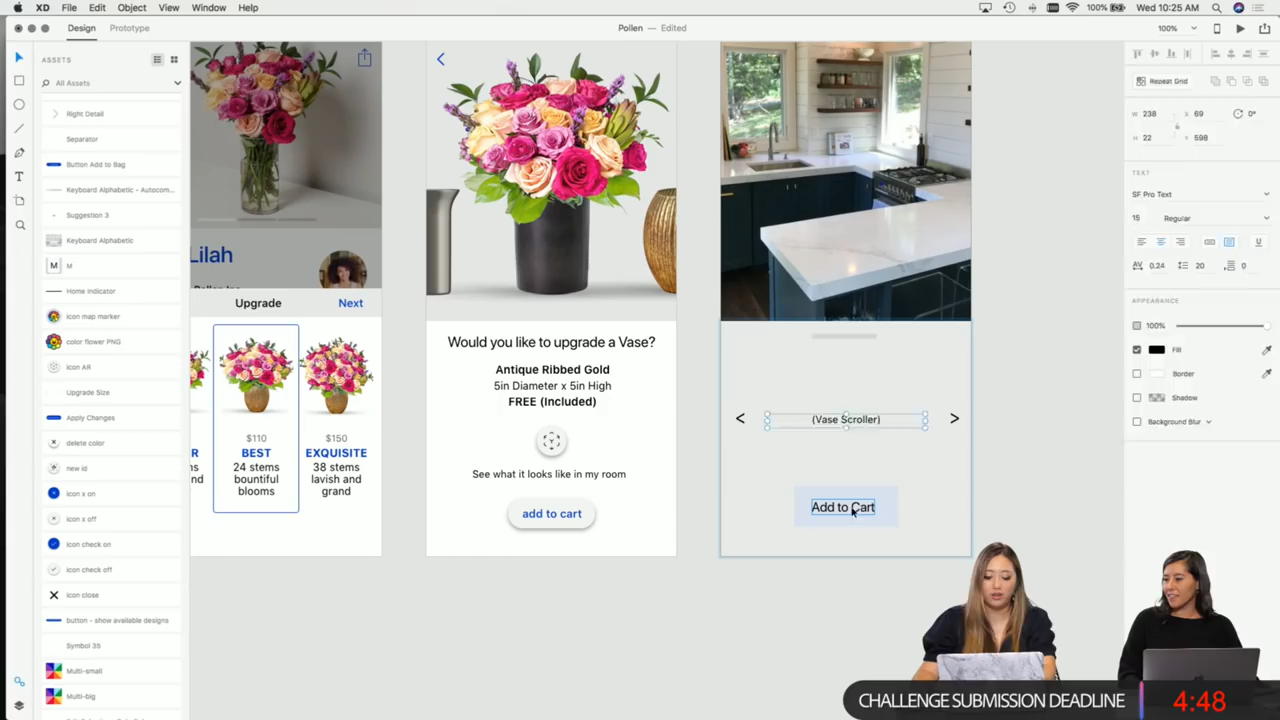 XD File Edit Object View Window Help
100% Wed 10:25 AM
Design Prototype
Pollen — Edited
100%
ASSETS
All Assets
Right Detail
Separator
Button Add to Bag
Keyboard Alphabetic - Autocom...
Suggestion 3
Keyboard Alphabetic
M M
Home Indicator
icon map marker
color flower PNG
icon AR
Upgrade Size
Apply Changes
delete color
new id
icon x on
icon x off
icon check on
icon check off
icon close
button - show available designs
Symbol 35
Multi-small
Multi-big
Lilah
Upgrade Next
$110
BEST
24 stems
bountiful
blooms
$150
EXQUISITE
38 stems
lavish and
grand
R
ns
nd
Would you like to upgrade a Vase?
Antique Ribbed Gold
5in Diameter x 5in High
FREE (Included)
See what it looks like in my room
add to cart
< (Vase Scroller) >
Add to Cart
Repeat Grid
W 238 X 69 0°
H 22 Y 598
TEXT
SF Pro Text
15 Regular
AV 0.24 20 0
APPEARANCE
100%
Fill
Border
Shadow
Background Blur
CHALLENGE SUBMISSION DEADLINE 4:48